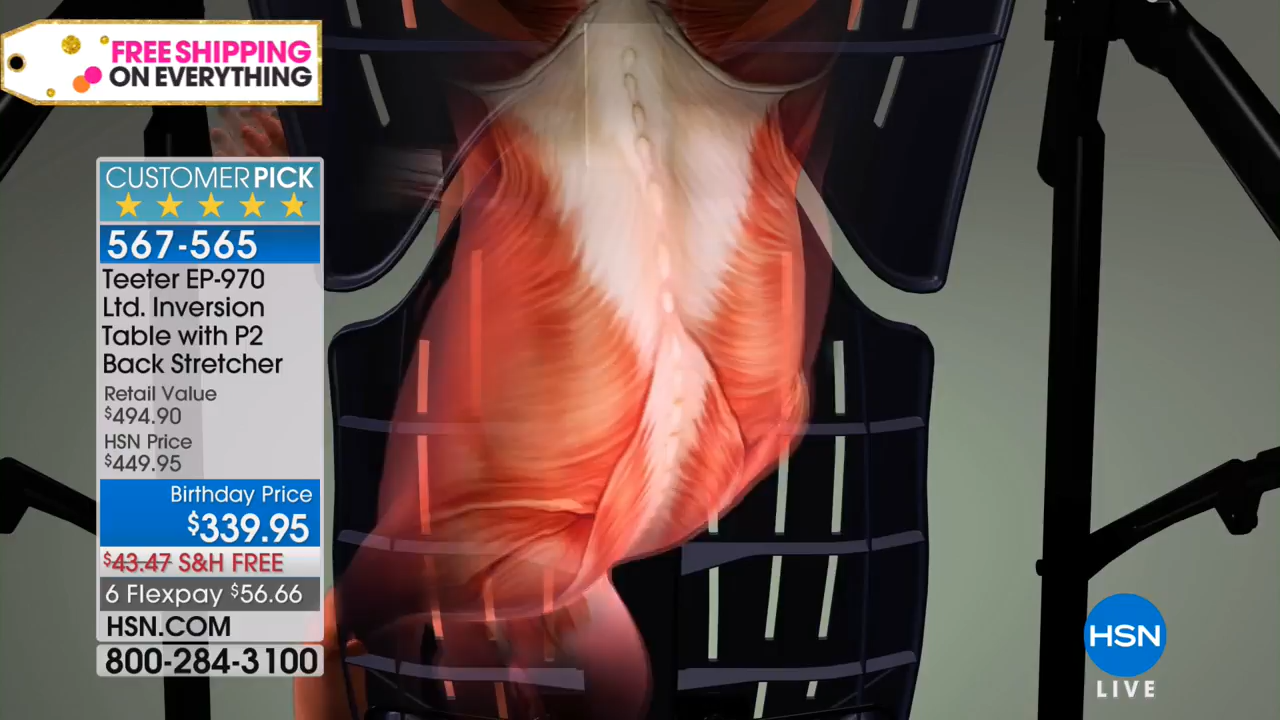 FREE SHIPPING
ON EVERYTHING
CUSTOMER PICK
567-565
Teeter EP-970
Ltd. Inversion
Table with P2
Back Stretcher
Retail Value
$494.90
HSN Price
$449.95
Birthday Price
$339.95
$43.47 S&H FREE
6 Flexpay $56.66
HSN.COM
800-284-3100
HSN
LIVE